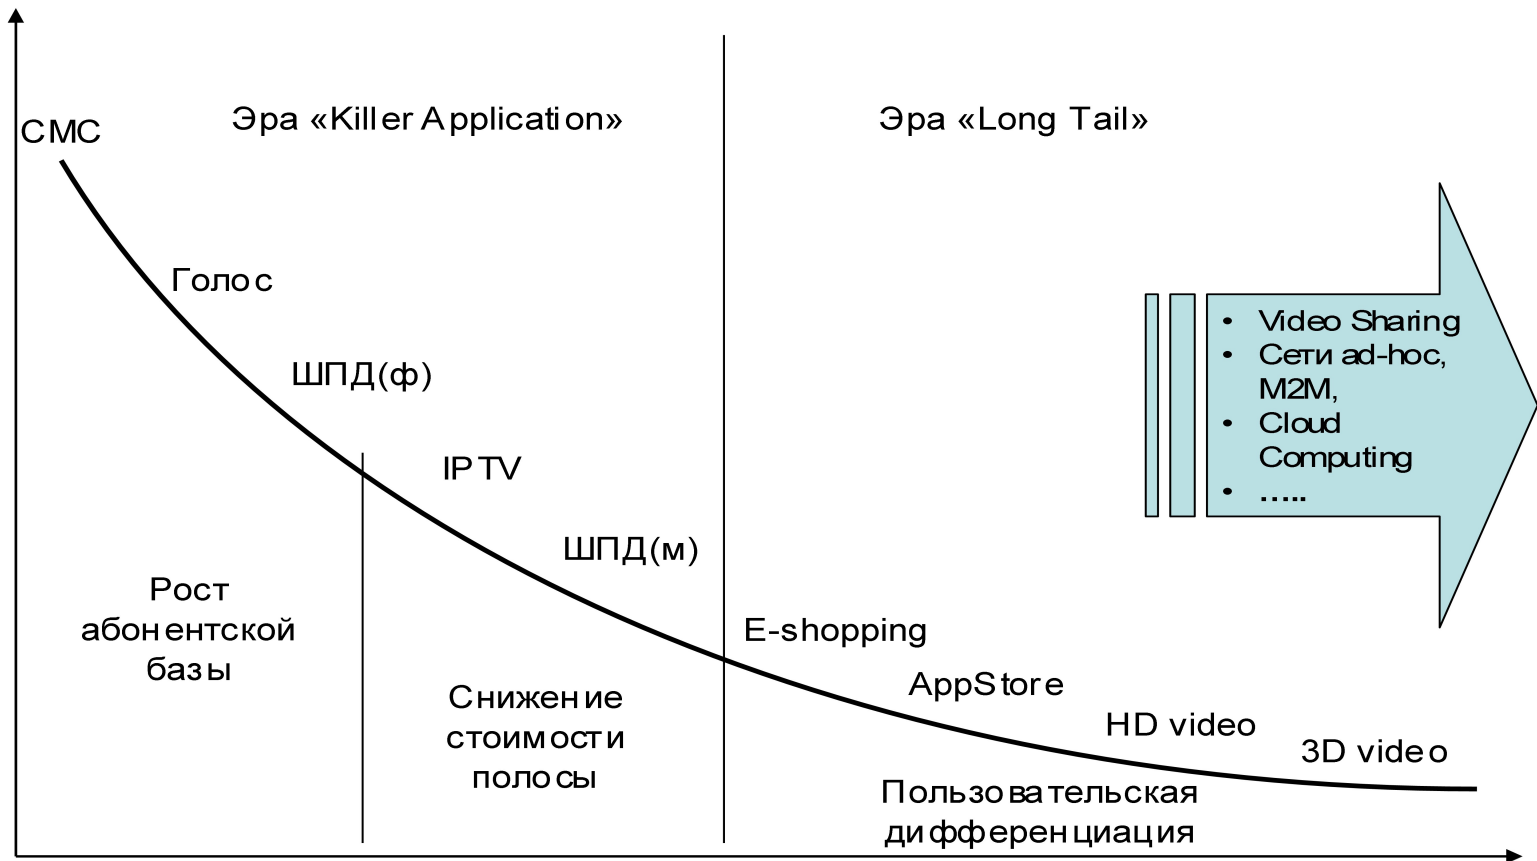 СМС
Эра «Killer Application»
Эра «Long Tail»
Голос
ШПД(ф)
IPTV
ШПД(м)
E-shopping
AppStore
HD video
3D video
• Video Sharing
• Сети ad-hoc,
M2M,
• Cloud
Computing
• …..
Рост
абонентской
базы
Снижение
стоимости
полосы
Пользовательская
дифференциация